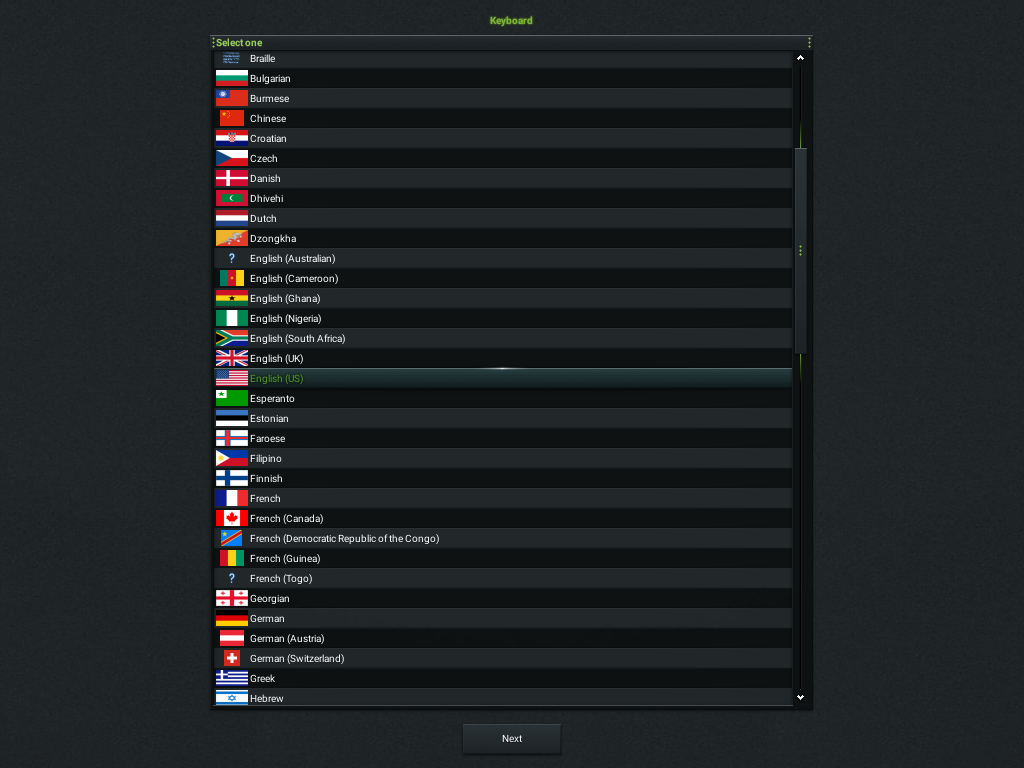 Keyboard
Select one
Braille
Bulgarian
Burmese
Chinese
Croatian
Czech
Danish
Dhivehi
Dutch
Dzongkha
? English (Australian)
English (Cameroon)
English (Ghana)
English (Nigeria)
English (South Africa)
English (UK)
English (US)
Esperanto
Estonian
Faroese
Filipino
Finnish
French
French (Canada)
French (Democratic Republic of the Congo)
French (Guinea)
? French (Togo)
Georgian
German
German (Austria)
German (Switzerland)
Greek
Hebrew
Next